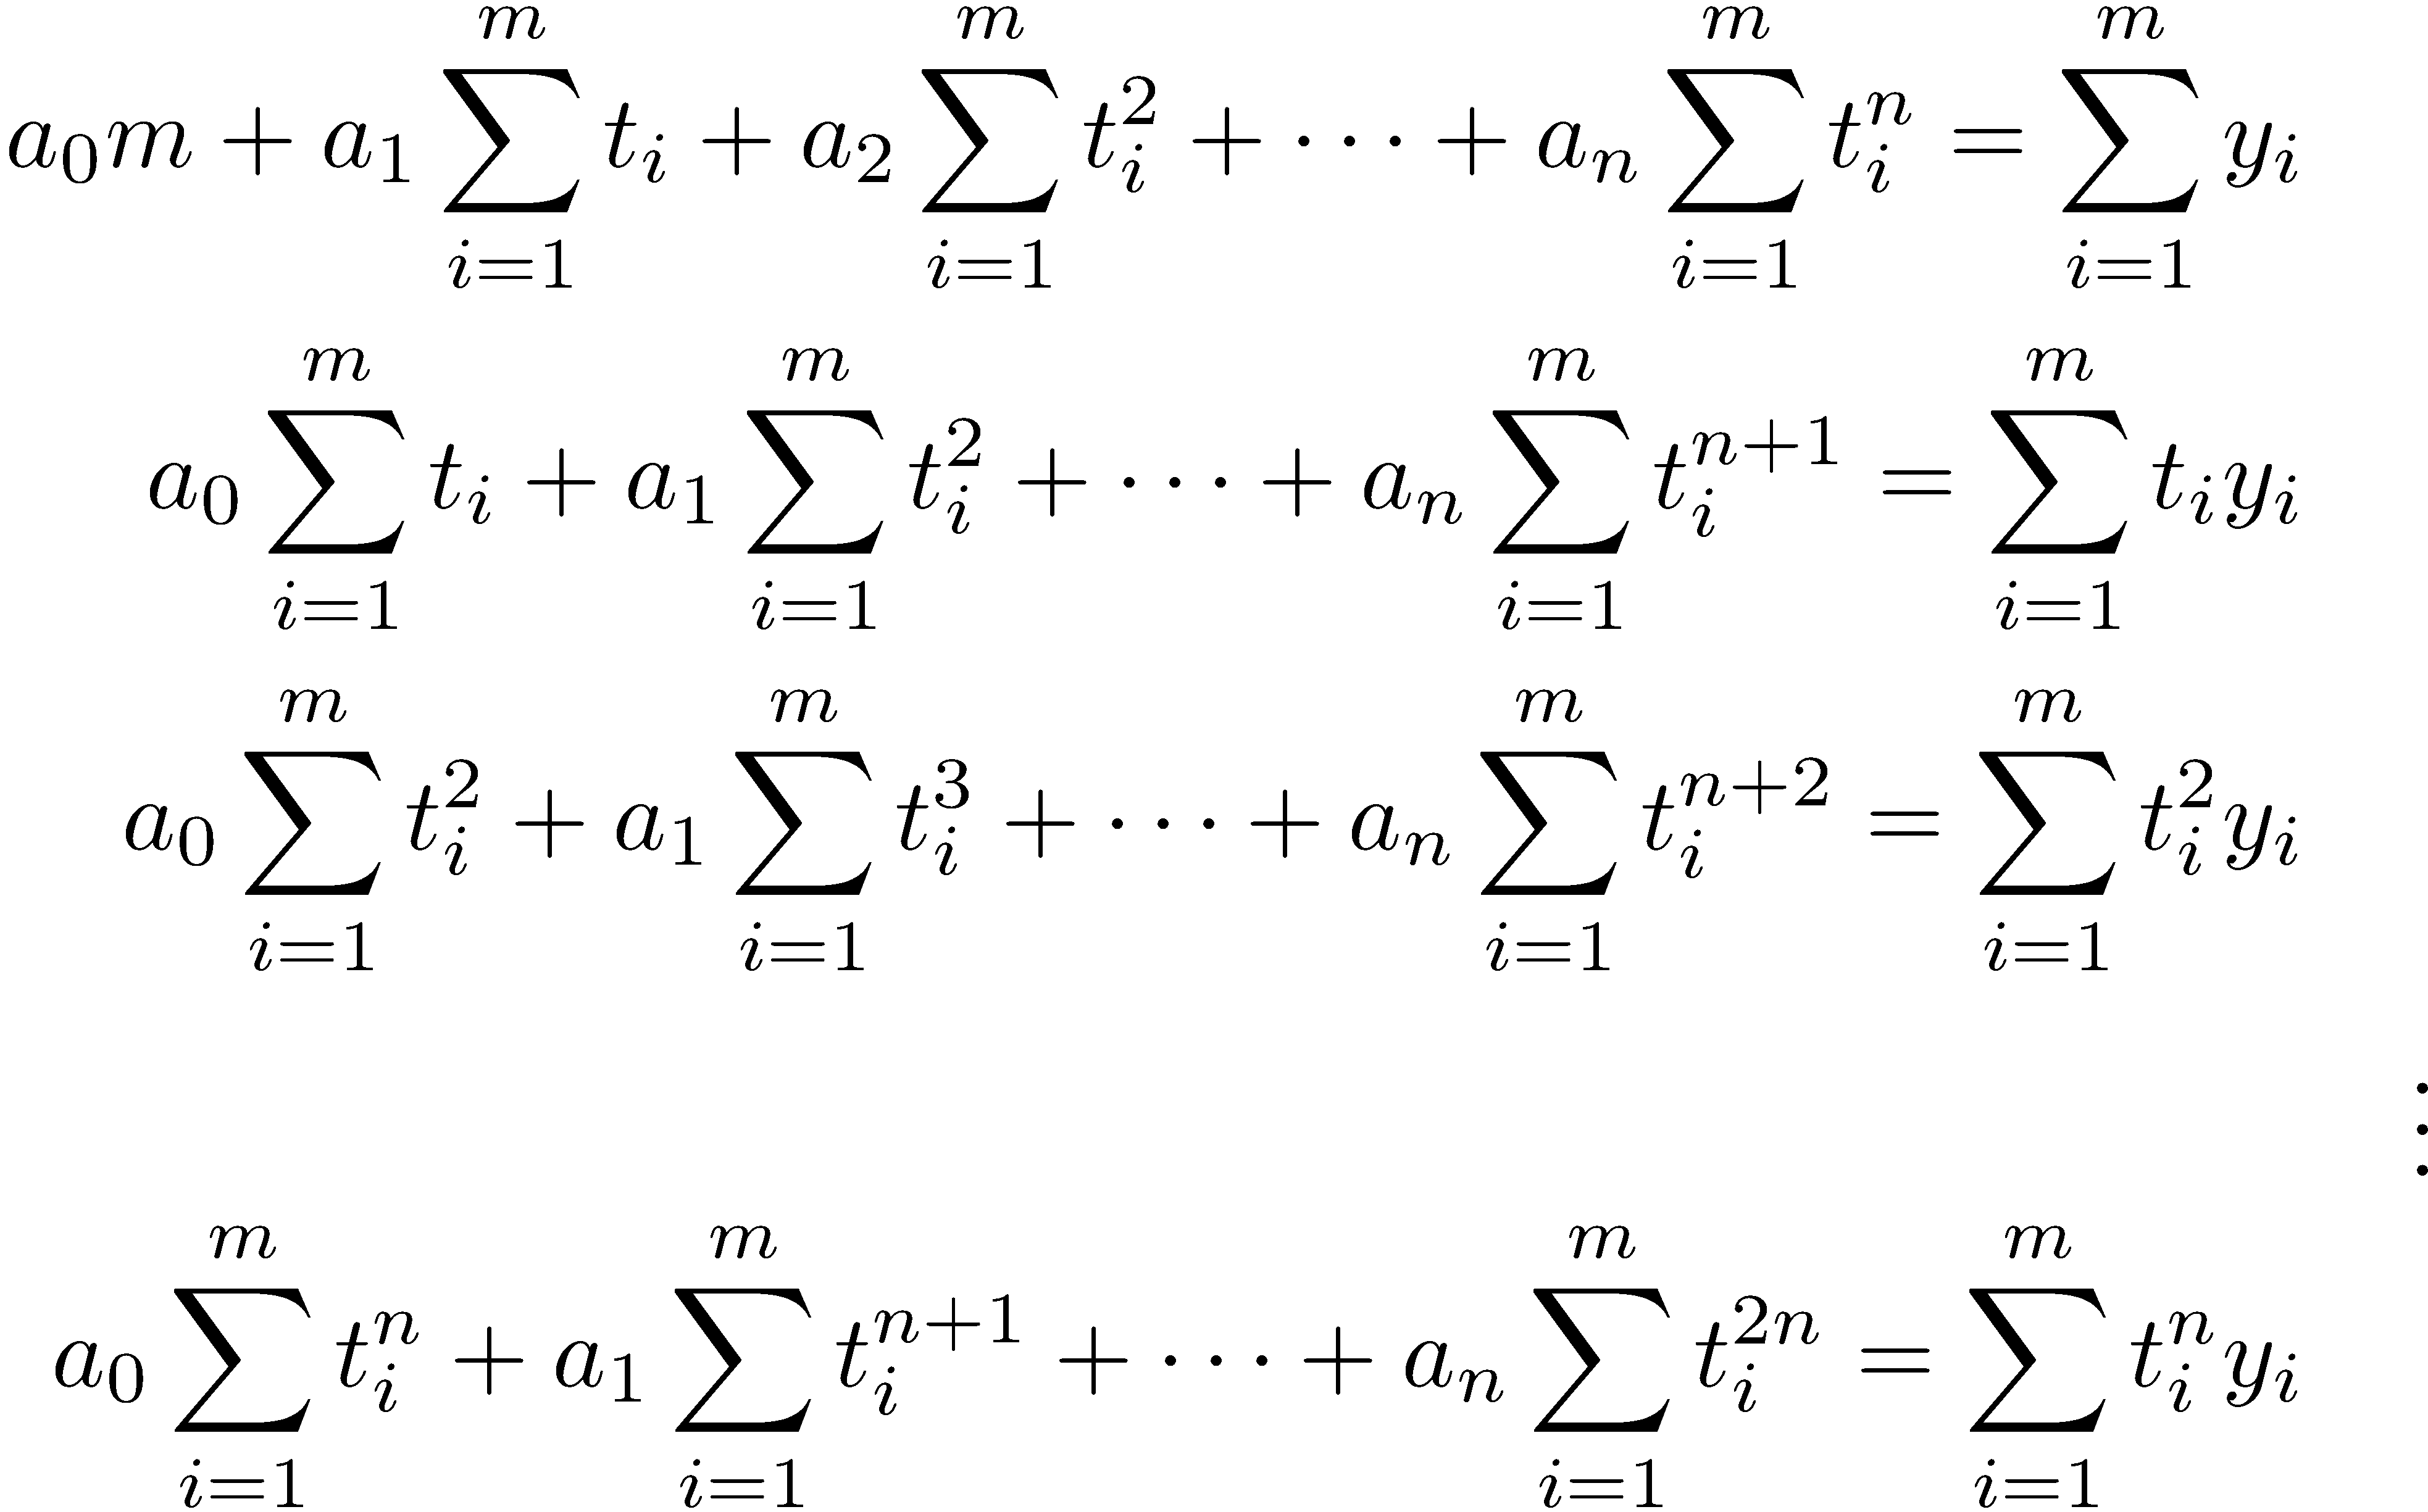 $a_0 m + a_1 \sum_{i=1}^{m} t_i + a_2 \sum_{i=1}^{m} t_i^2 + \cdots + a_n \sum_{i=1}^{m} t_i^n = \sum_{i=1}^{m} y_i$
$a_0 \sum_{i=1}^{m} t_i + a_1 \sum_{i=1}^{m} t_i^2 + \cdots + a_n \sum_{i=1}^{m} t_i^{n+1} = \sum_{i=1}^{m} t_i y_i$
$a_0 \sum_{i=1}^{m} t_i^2 + a_1 \sum_{i=1}^{m} t_i^3 + \cdots + a_n \sum_{i=1}^{m} t_i^{n+2} = \sum_{i=1}^{m} t_i^2 y_i$
$\vdots$
$a_0 \sum_{i=1}^{m} t_i^n + a_1 \sum_{i=1}^{m} t_i^{n+1} + \cdots + a_n \sum_{i=1}^{m} t_i^{2n} = \sum_{i=1}^{m} t_i^n y_i$